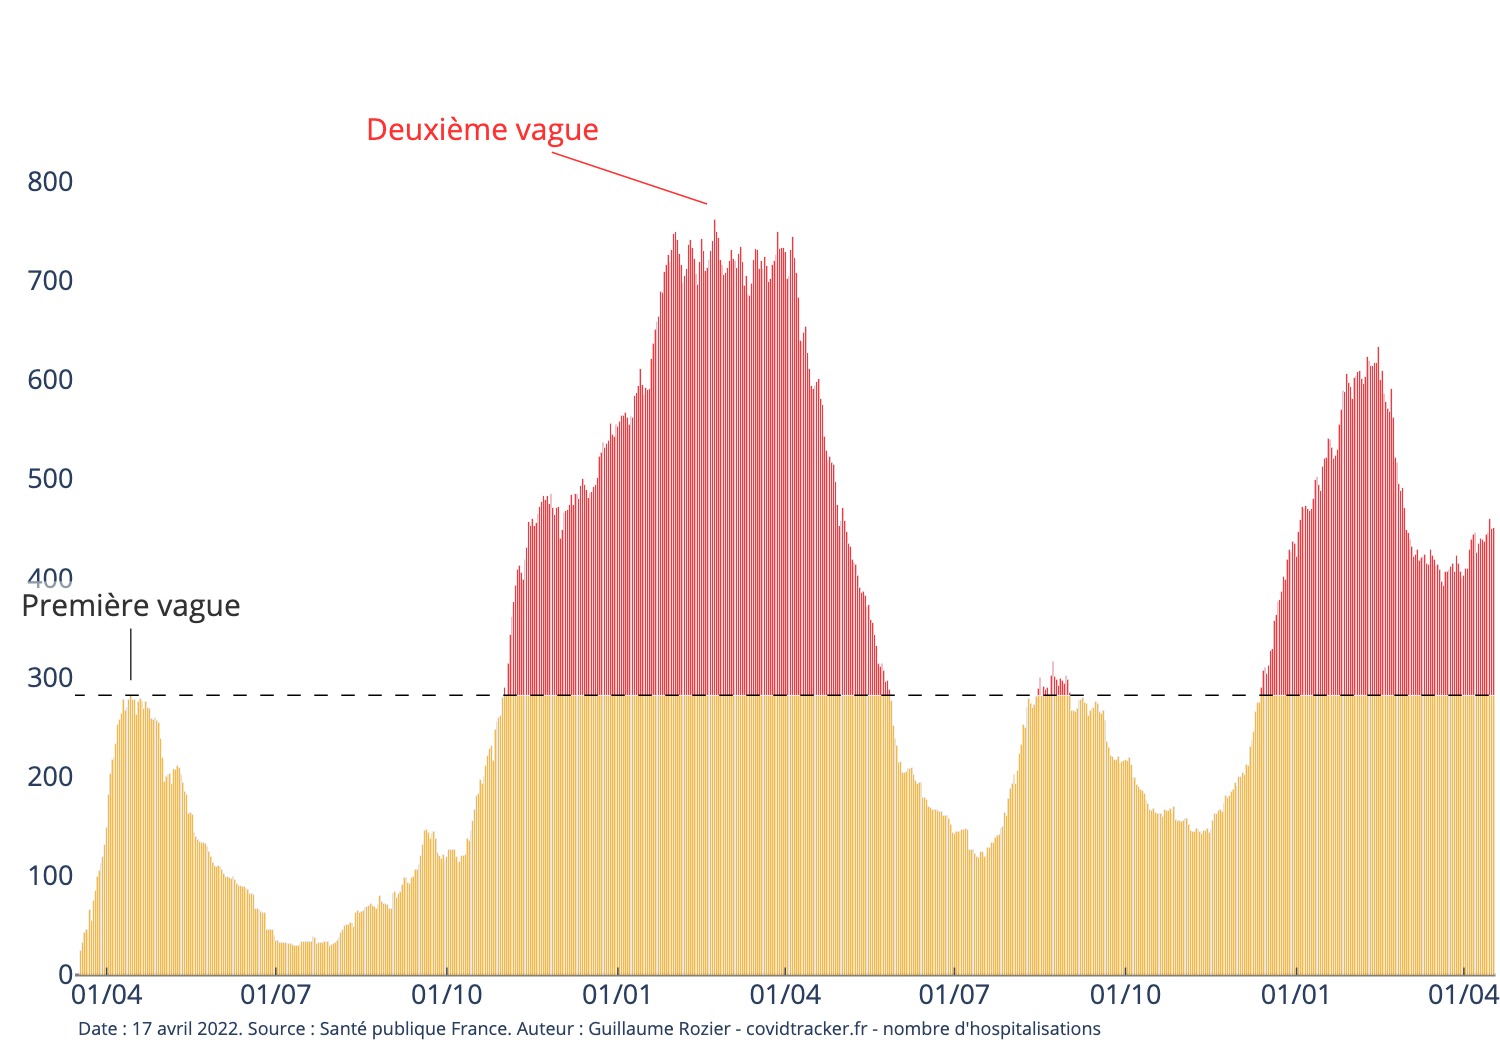 Deuxième vague
800
700
600
500
400
Première vague
300
200
100
0
01/04 01/07 01/10 01/01 01/04 01/07 01/10 01/01 01/04
Date : 17 avril 2022. Source : Santé publique France. Auteur : Guillaume Rozier - covidtracker.fr - nombre d'hospitalisations